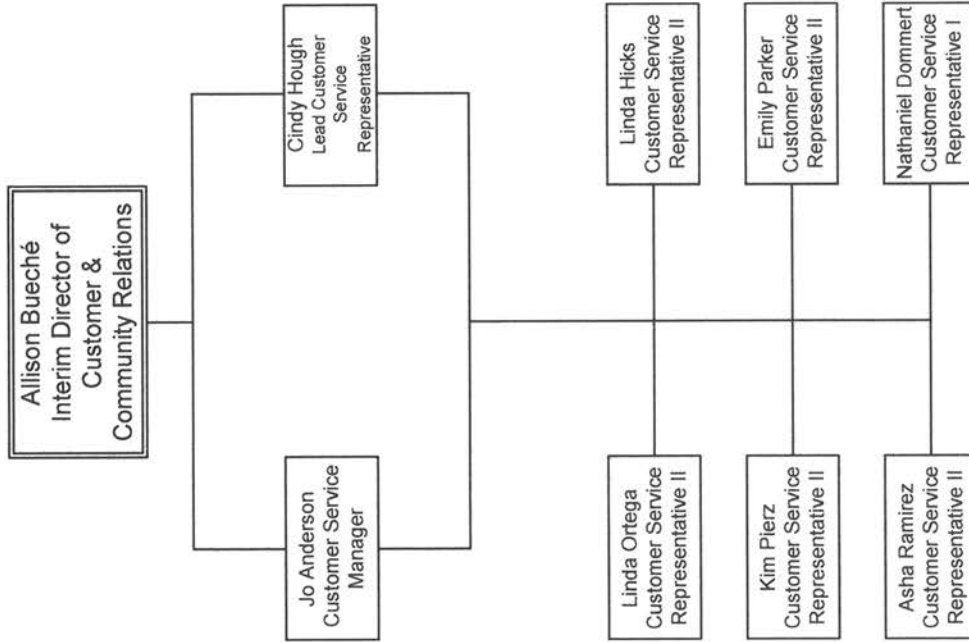 Allison Bueché
Interim Director of
Customer &
Community Relations
Jo Anderson
Customer Service
Manager
Cindy Hough
Lead Customer
Service
Representative
Linda Ortega
Customer Service
Representative II
Linda Hicks
Customer Service
Representative II
Kim Pierz
Customer Service
Representative II
Emily Parker
Customer Service
Representative II
Asha Ramirez
Customer Service
Representative II
Nathaniel Dommert
Customer Service
Representative I